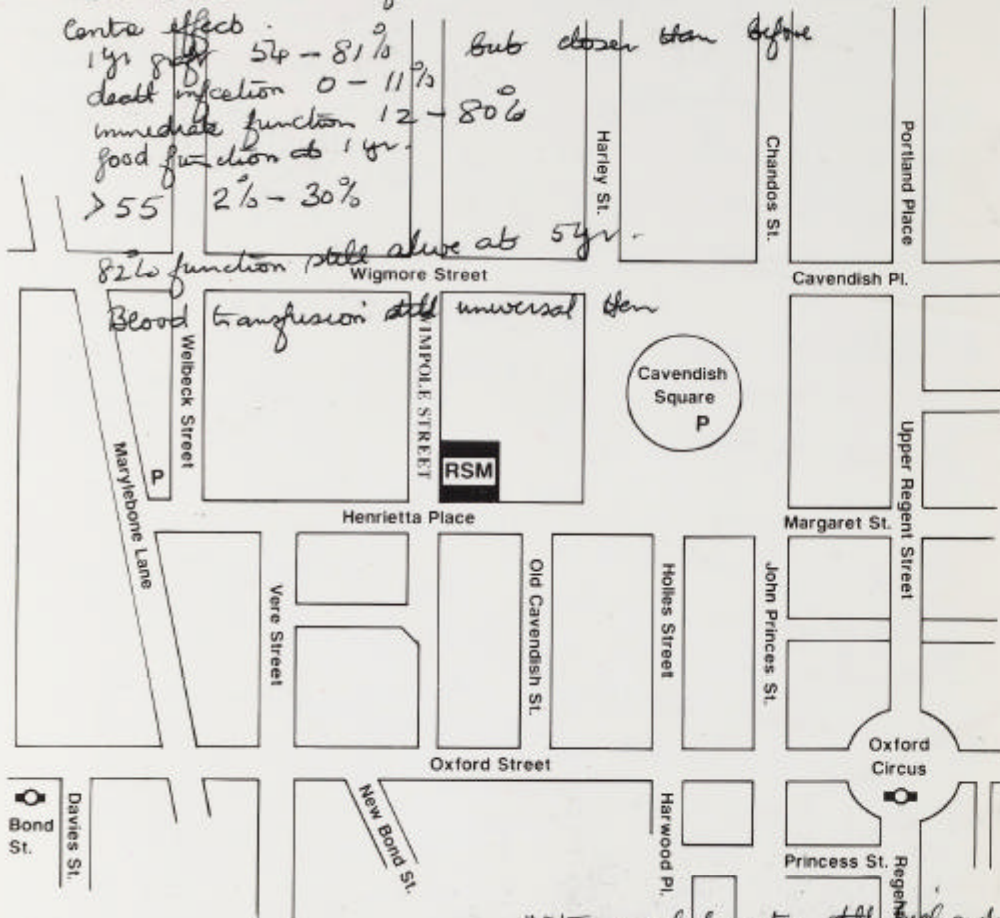 Centre effect.
1yr graft 54 - 81% but closer than before
death infection 0 - 11%
immediate function 12 - 80%
good function at 1 yr.
>55 2% - 30%
82% function still alive at 5yr.
Blood transfusion still universal then
Harley St.
Chandos St.
Portland Place
Wigmore Street
Cavendish Pl.
Welbeck Street
WIMPOLE STREET
Cavendish
Square
P
Marylebone Lane
P
RSM
Upper Regent Street
Henrietta Place
Margaret St.
Vere Street
Old Cavendish St.
Holles Street
John Princes St.
Oxford Street
Oxford
Circus
Bond
St.
Davies St.
New Bond St.
Harwood Pl.
Princess St.